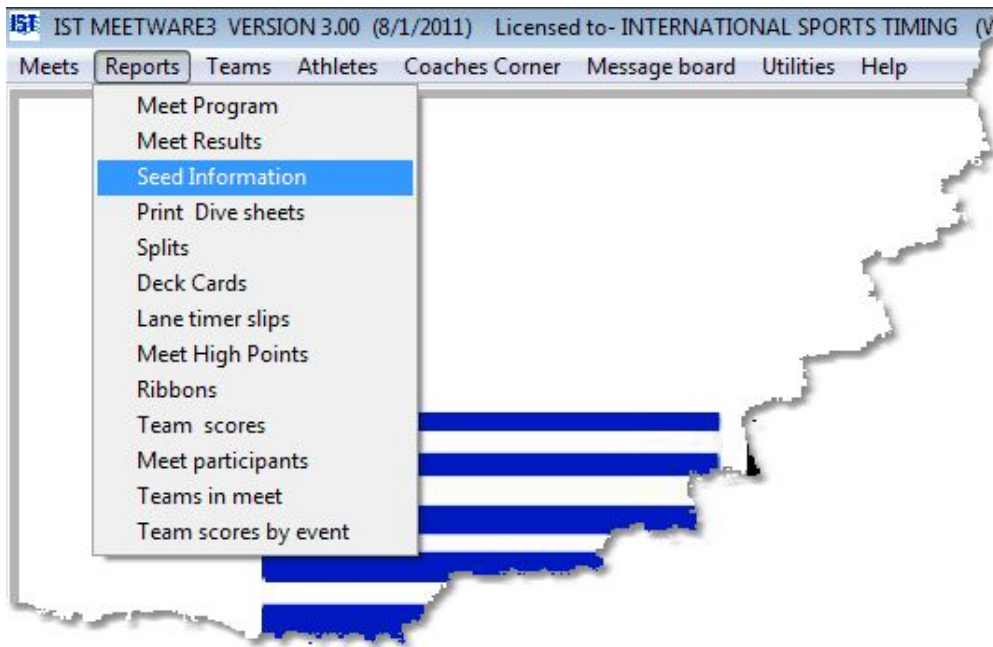 IST IST MEETWARE3 VERSION 3.00 (8/1/2011) Licensed to- INTERNATIONAL SPORTS TIMING
Meets Reports Teams Athletes Coaches Corner Message board Utilities Help
Meet Program
Meet Results
Seed Information
Print Dive sheets
Splits
Deck Cards
Lane timer slips
Meet High Points
Ribbons
Team scores
Meet participants
Teams in meet
Team scores by event